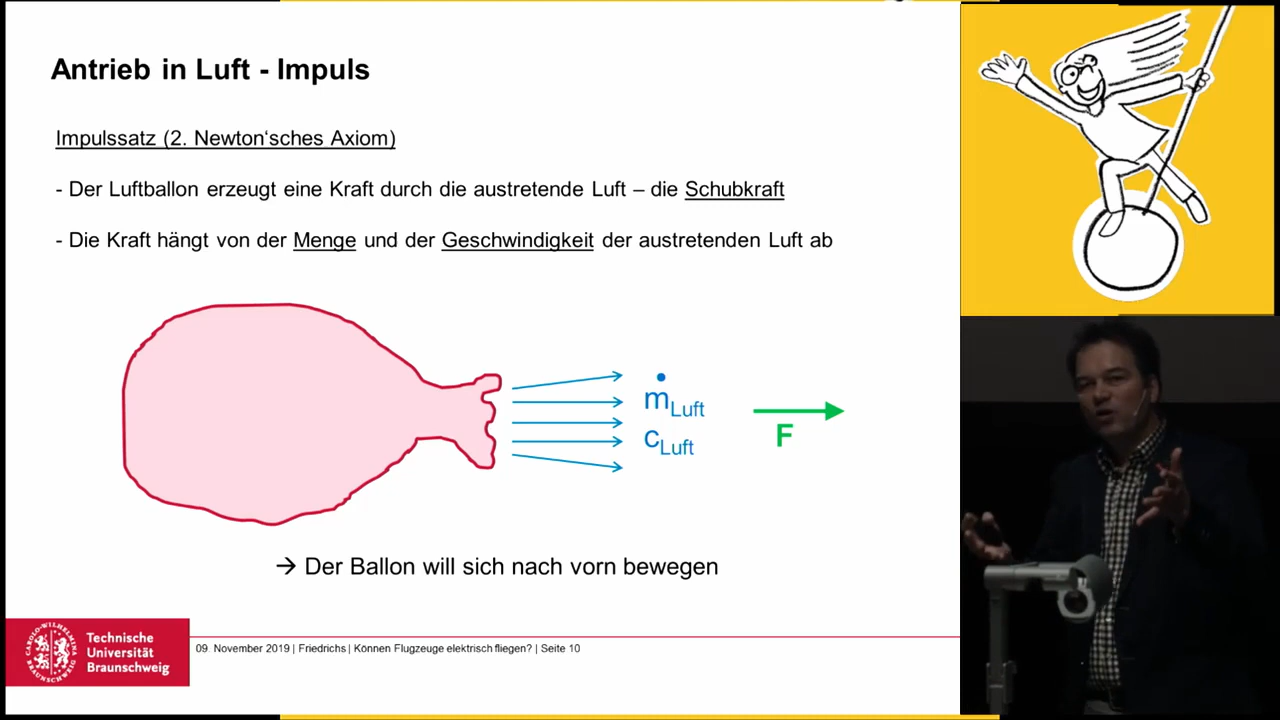 Antrieb in Luft - Impuls
Impulssatz (2. Newton‘sches Axiom)
- Der Luftballon erzeugt eine Kraft durch die austretende Luft – die Schubkraft
- Die Kraft hängt von der Menge und der Geschwindigkeit der austretenden Luft ab
ṁLuft
cLuft
F
→ Der Ballon will sich nach vorn bewegen
Technische
Universität
Braunschweig
09. November 2019 | Friedrichs | Können Flugzeuge elektrisch fliegen? | Seite 10